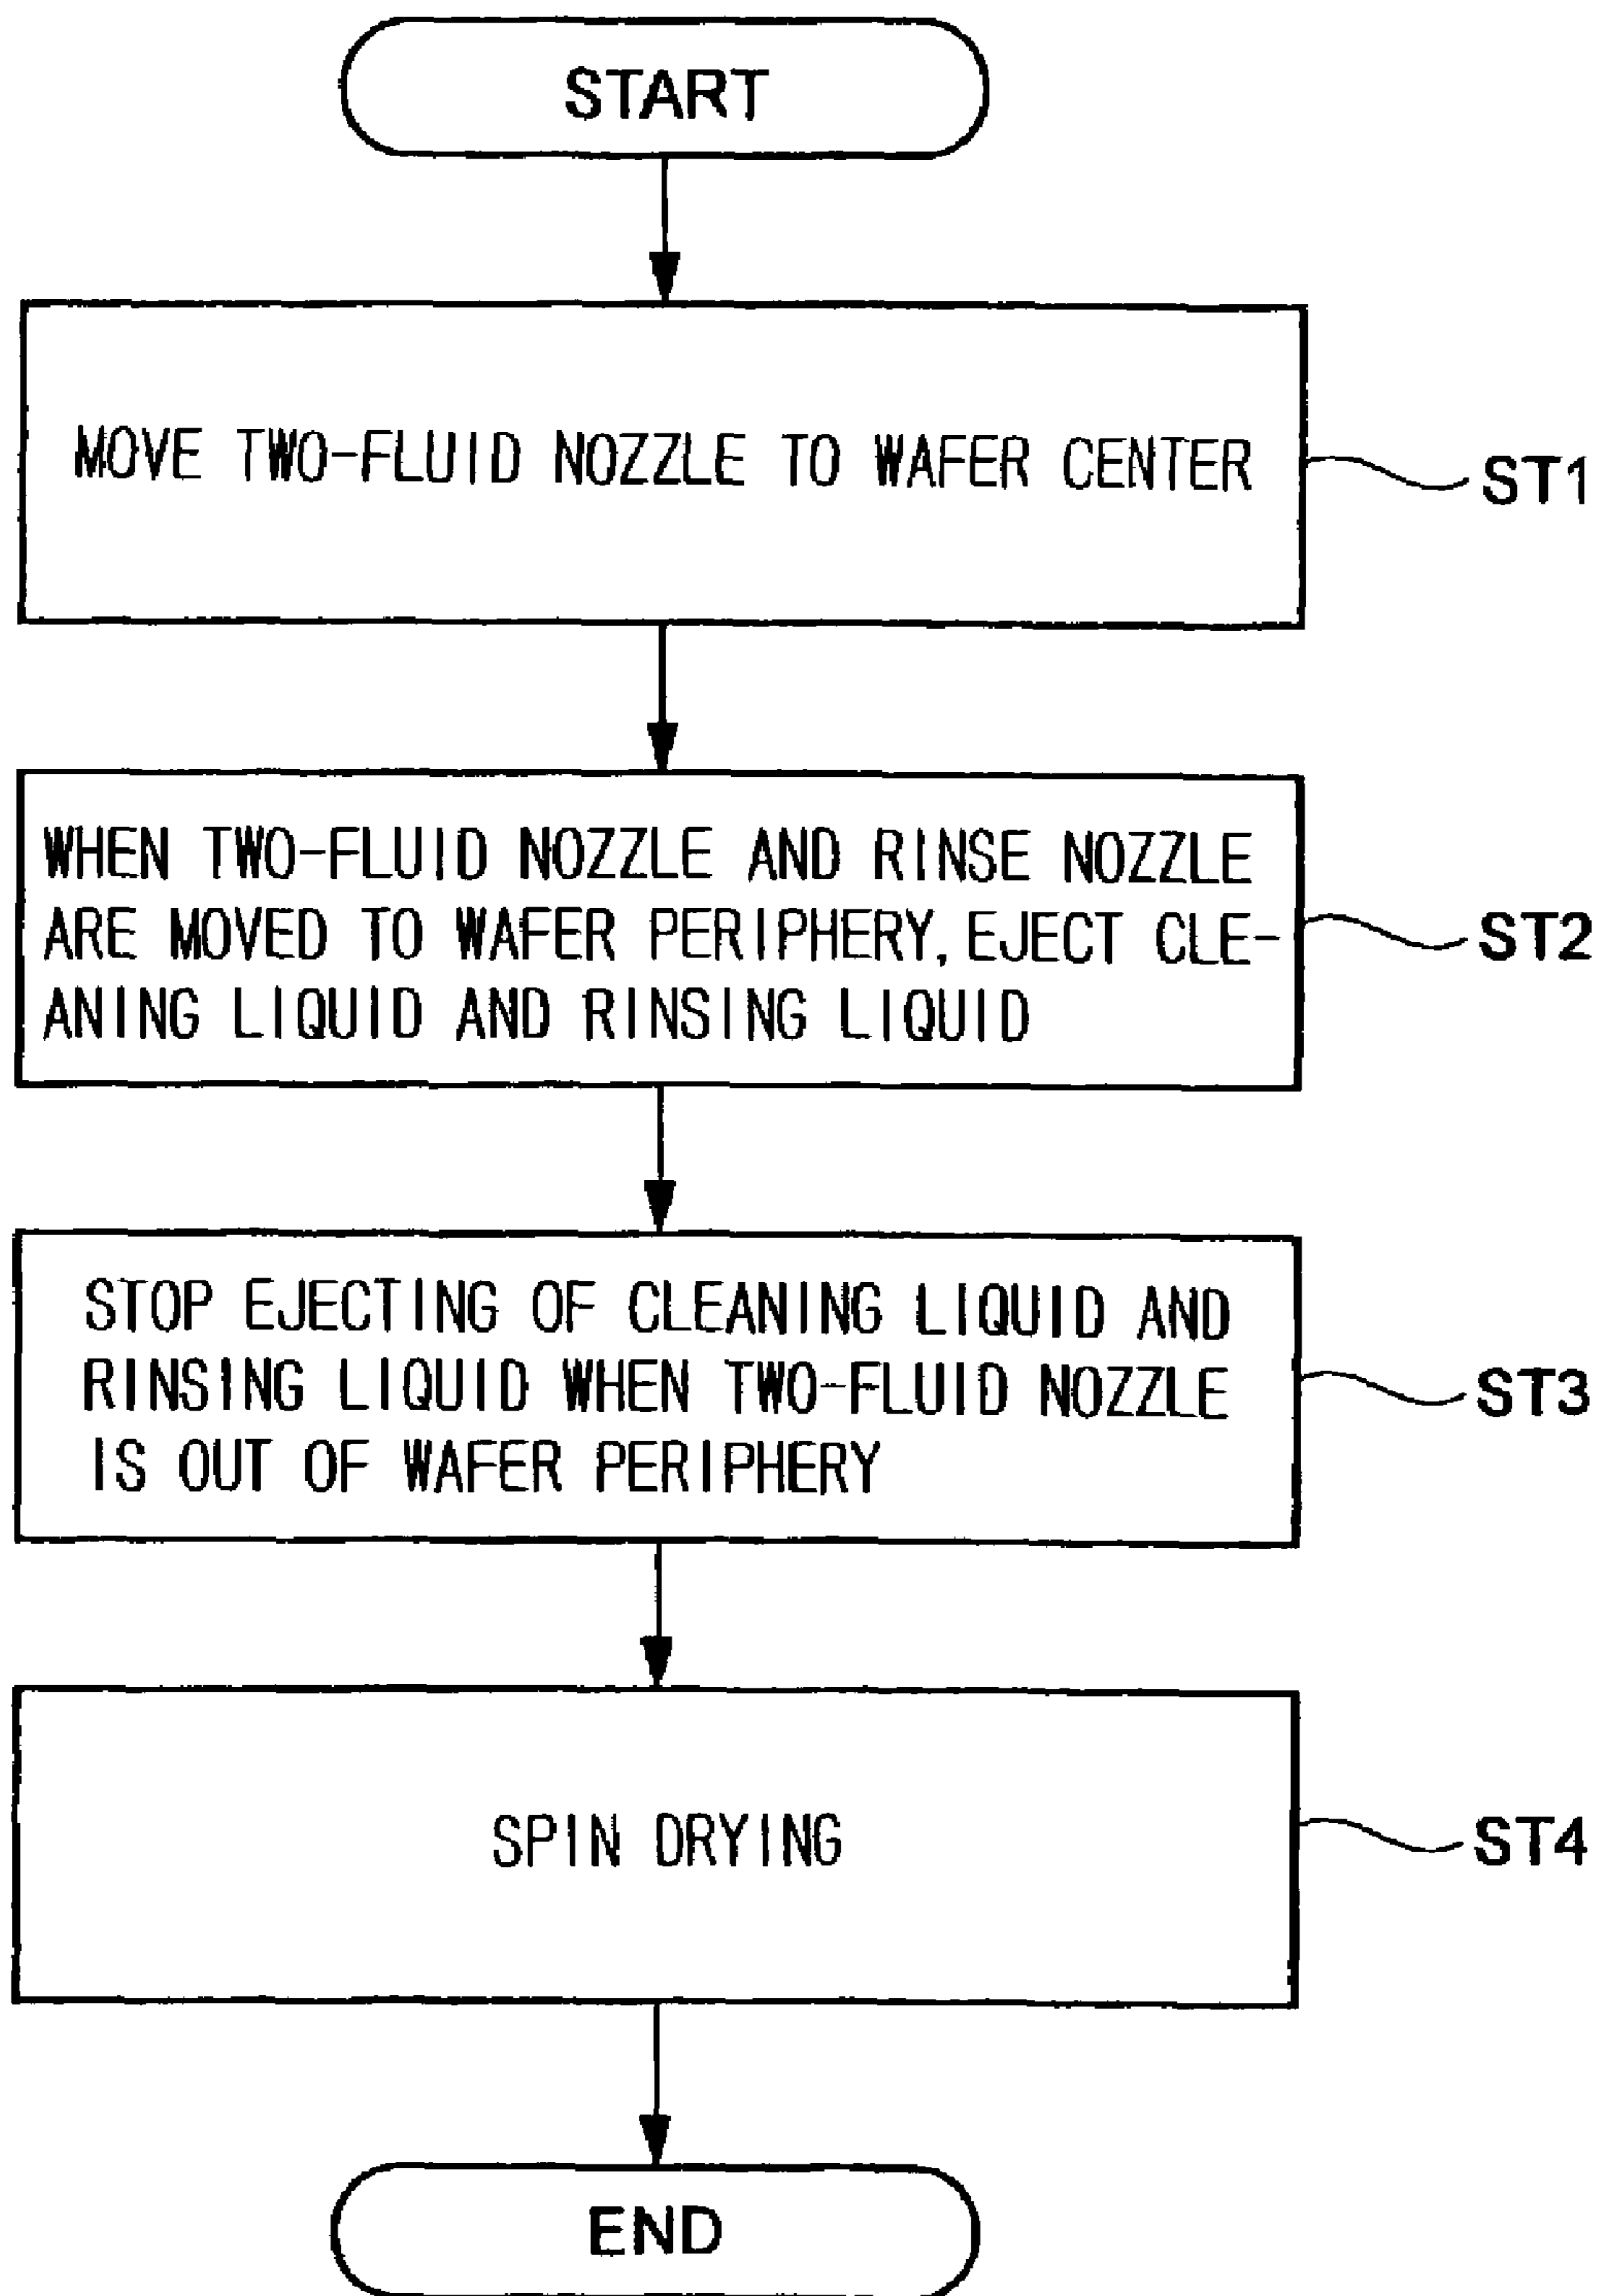 START
MOVE TWO-FLUID NOZZLE TO WAFER CENTER
ST1
WHEN TWO-FLUID NOZZLE AND RINSE NOZZLE
ARE MOVED TO WAFER PERIPHERY, EJECT CLE-
ANING LIQUID AND RINSING LIQUID
ST2
STOP EJECTING OF CLEANING LIQUID AND
RINSING LIQUID WHEN TWO-FLUID NOZZLE
IS OUT OF WAFER PERIPHERY
ST3
SPIN DRYING
ST4
END